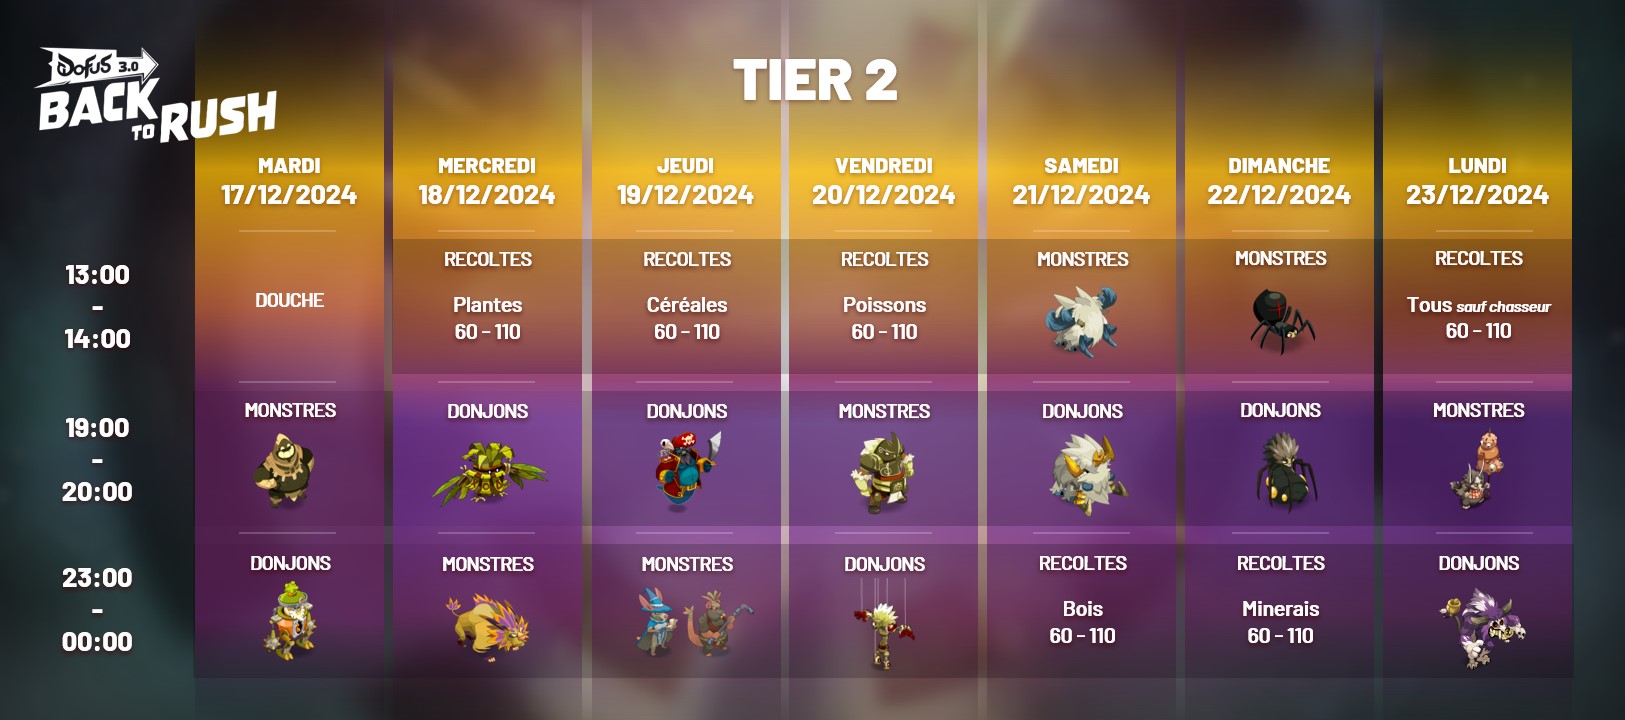 DOFUS 3.0
BACK
TO RUSH
TIER 2
MARDI
17/12/2024
MERCREDI
18/12/2024
JEUDI
19/12/2024
VENDREDI
20/12/2024
SAMEDI
21/12/2024
DIMANCHE
22/12/2024
LUNDI
23/12/2024
13:00
-
14:00
DOUCHE
RECOLTES
Plantes
60 - 110
RECOLTES
Céréales
60 - 110
RECOLTES
Poissons
60 - 110
MONSTRES
MONSTRES
RECOLTES
Tous sauf chasseur
60 - 110
19:00
-
20:00
MONSTRES
DONJONS
DONJONS
MONSTRES
DONJONS
DONJONS
MONSTRES
23:00
-
00:00
DONJONS
MONSTRES
MONSTRES
DONJONS
RECOLTES
Bois
60 - 110
RECOLTES
Minerais
60 - 110
DONJONS